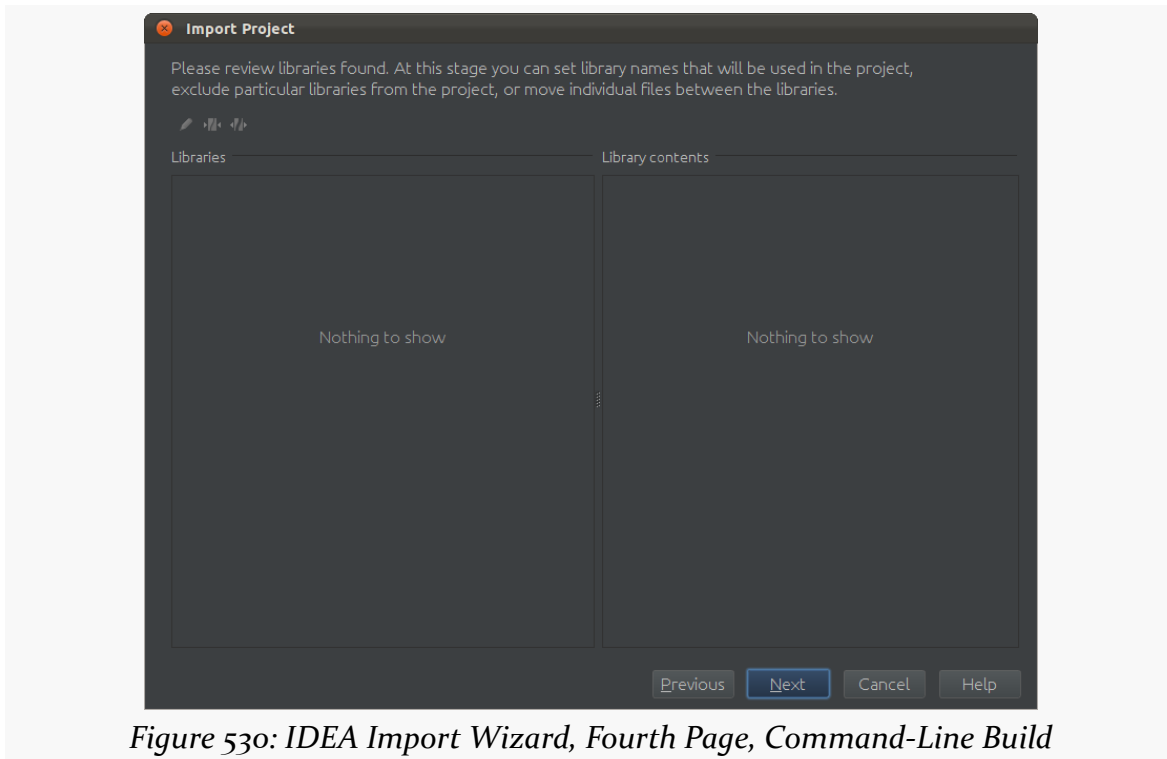 Import Project
Please review libraries found. At this stage you can set library names that will be used in the project,
exclude particular libraries from the project, or move individual files between the libraries.
Libraries
Library contents
Nothing to show
Nothing to show
Previous
Next
Cancel
Help
Figure 530: IDEA Import Wizard, Fourth Page, Command-Line Build